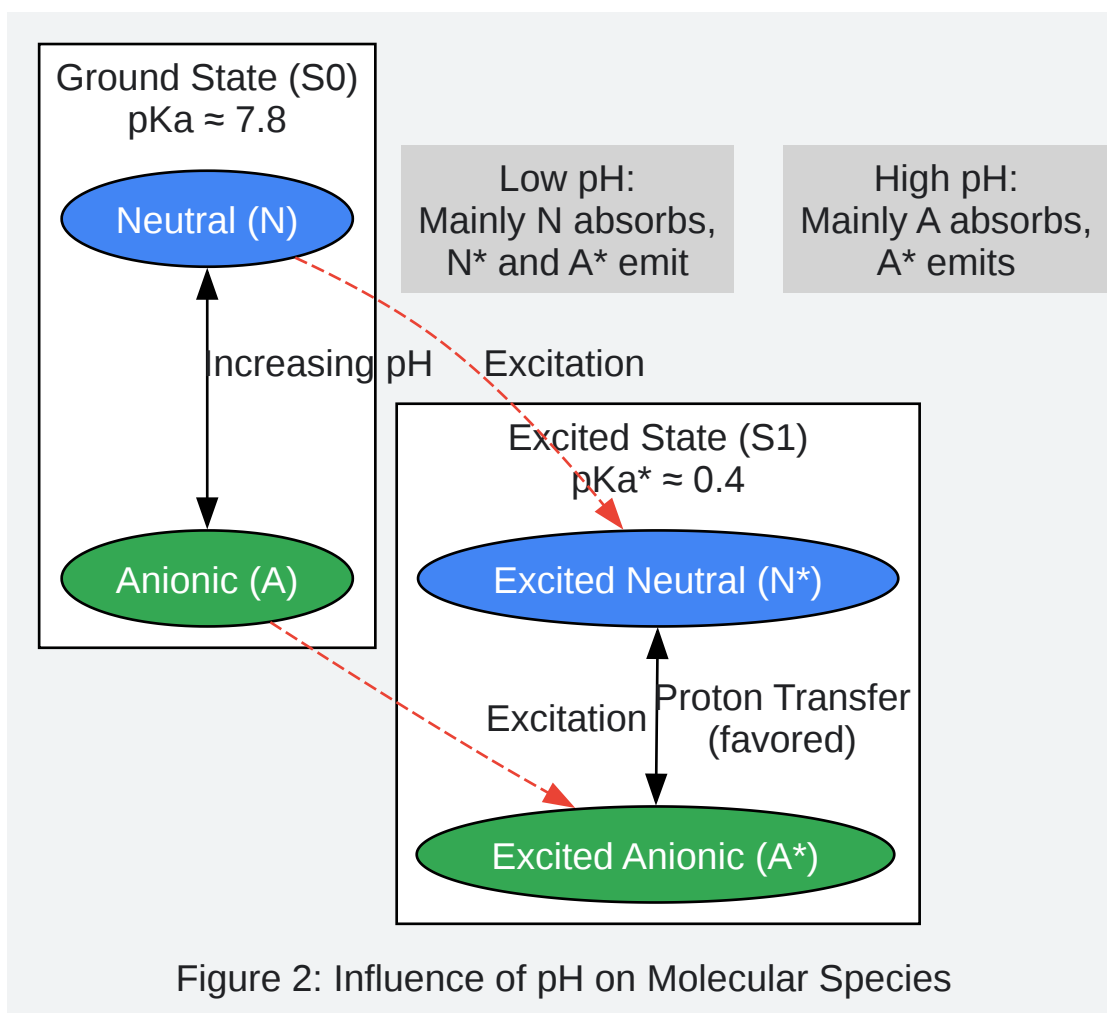 Ground State (S0)
pKa ≈ 7.8
Neutral (N)
Low pH:
Mainly N absorbs,
N* and A* emit
High pH:
Mainly A absorbs,
A* emits
Increasing pH
Excitation
Anionic (A)
Excited State (S1)
pKa* ≈ 0.4
Excited Neutral (N*)
Excitation
Proton Transfer
(favored)
Excited Anionic (A*)
Figure 2: Influence of pH on Molecular Species